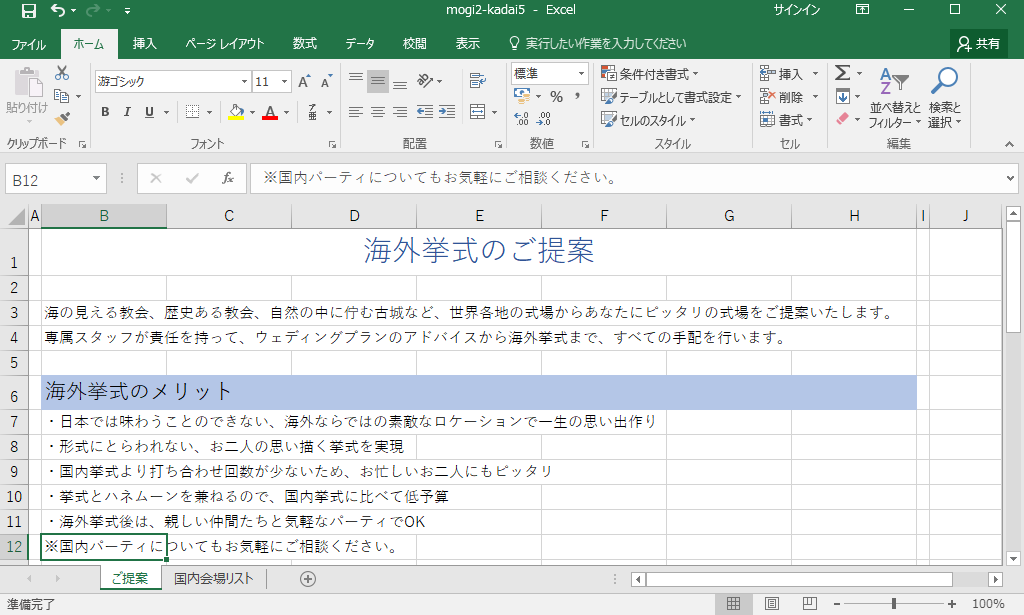 mogi2-kadai5 - Excel
サインイン
ファイル ホーム 挿入 ページ レイアウト 数式 データ 校閲 表示 実行したい作業を入力してください 共有
貼り付け
クリップボード
游ゴシック 11
B I U
フォント
配置
標準
% ,
数値
条件付き書式
テーブルとして書式設定
セルのスタイル
スタイル
挿入
削除
書式
セル
Σ
並べ替えと
フィルター
検索と
選択
編集
B12 fx ※国内パーティについてもお気軽にご相談ください。
A B C D E F G H I J
1 海外挙式のご提案
2
3 海の見える教会、歴史ある教会、自然の中に佇む古城など、世界各地の式場からあなたにピッタリの式場をご提案いたします。
4 専属スタッフが責任を持って、ウェディングプランのアドバイスから海外挙式まで、すべての手配を行います。
5
6 海外挙式のメリット
7 ・日本では味わうことのできない、海外ならではの素敵なロケーションで一生の思い出作り
8 ・形式にとらわれない、お二人の思い描く挙式を実現
9 ・国内挙式より打ち合わせ回数が少ないため、お忙しいお二人にもピッタリ
10 ・挙式とハネムーンを兼ねるので、国内挙式に比べて低予算
11 ・海外挙式後は、親しい仲間たちと気軽なパーティでOK
12 ※国内パーティについてもお気軽にご相談ください。
ご提案 国内会場リスト
準備完了
100%